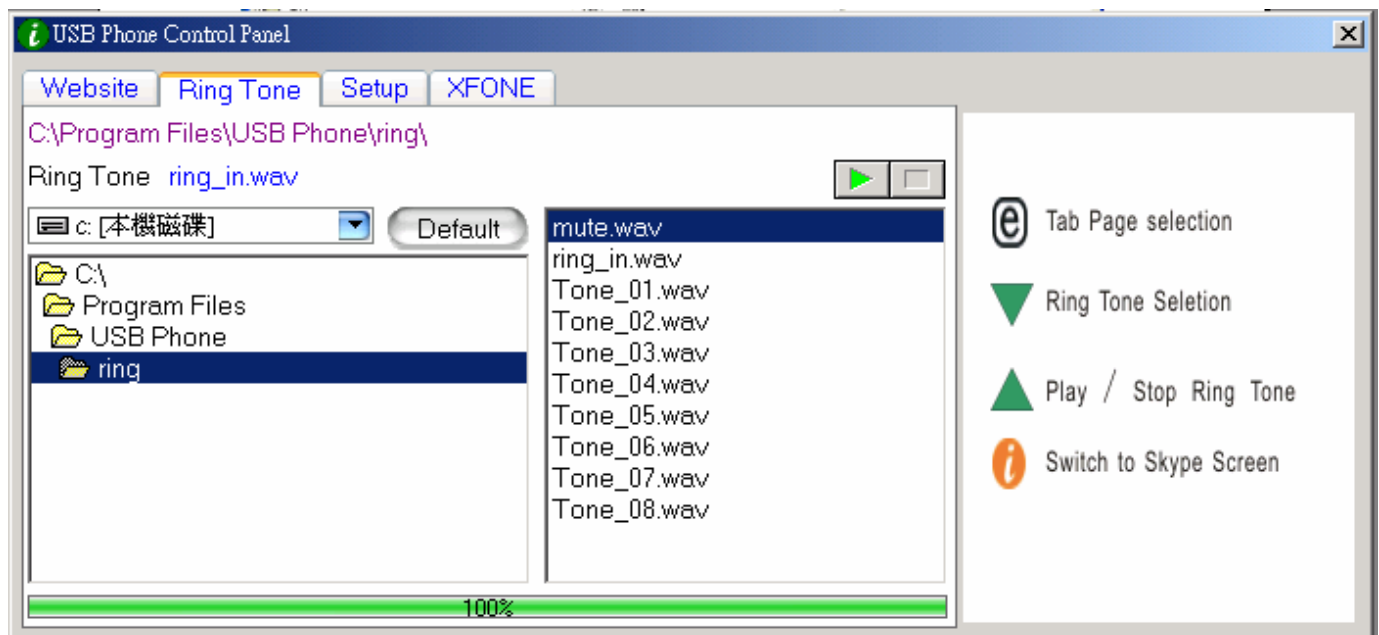 USB Phone Control Panel
Website Ring Tone Setup XFONE
C:\Program Files\USB Phone\ring\
Ring Tone ring_in.wav
c: [本機磁碟] Default
C:\
Program Files
USB Phone
ring
mute.wav
ring_in.wav
Tone_01.wav
Tone_02.wav
Tone_03.wav
Tone_04.wav
Tone_05.wav
Tone_06.wav
Tone_07.wav
Tone_08.wav
100%
e Tab Page selection
Ring Tone Seletion
Play / Stop Ring Tone
i Switch to Skype Screen